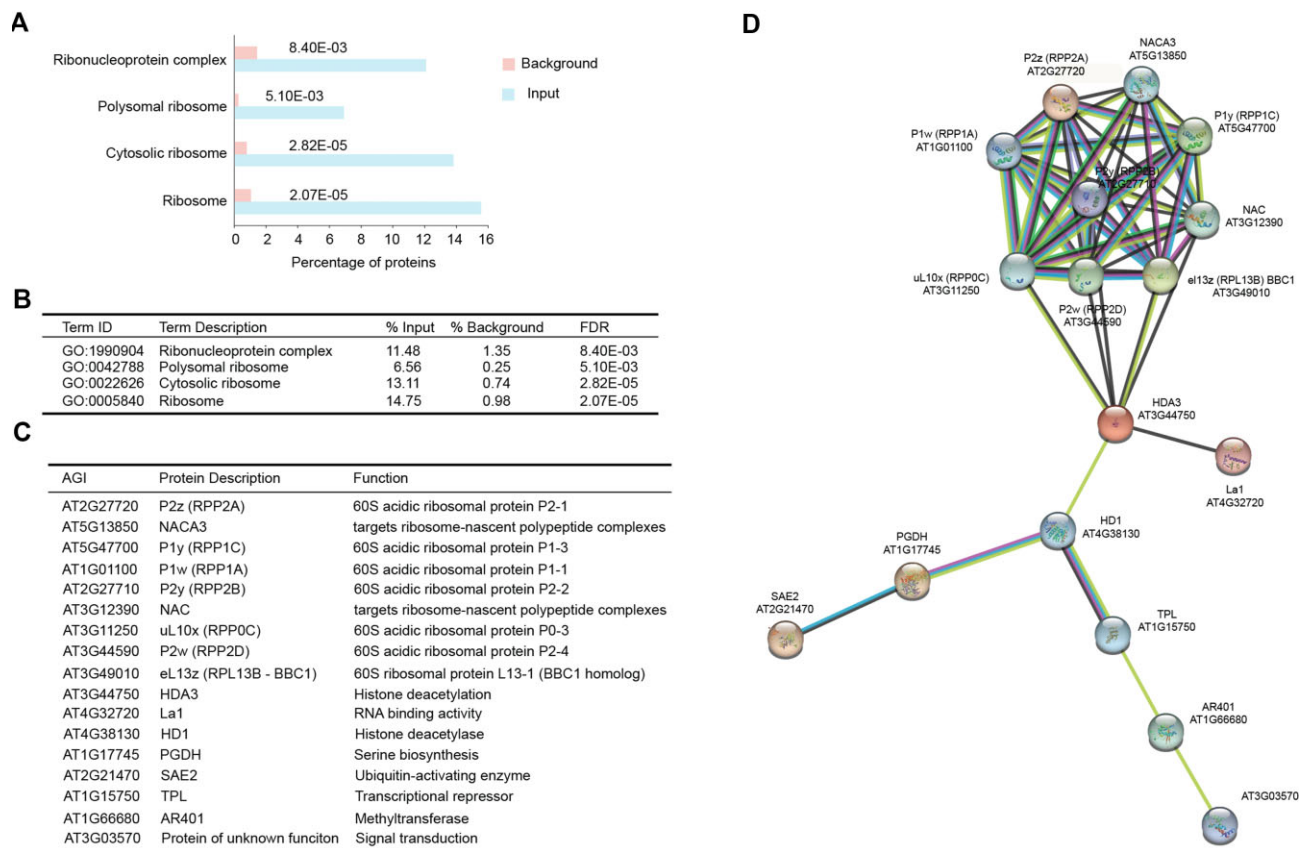 A
Ribonucleoprotein complex
8.40E-03
Polysomal ribosome
5.10E-03
Cytosolic ribosome
2.82E-05
Ribosome
2.07E-05
0 2 4 6 8 10 12 14 16
Percentage of proteins
Background
Input
B
Term ID Term Description % Input % Background FDR
GO:1990904 Ribonucleoprotein complex 11.48 1.35 8.40E-03
GO:0042788 Polysomal ribosome 6.56 0.25 5.10E-03
GO:0022626 Cytosolic ribosome 13.11 0.74 2.82E-05
GO:0005840 Ribosome 14.75 0.98 2.07E-05
C
AGI Protein Description Function
AT2G27720 P2z (RPP2A) 60S acidic ribosomal protein P2-1
AT5G13850 NACA3 targets ribosome-nascent polypeptide complexes
AT5G47700 P1y (RPP1C) 60S acidic ribosomal protein P1-3
AT1G01100 P1w (RPP1A) 60S acidic ribosomal protein P1-1
AT2G27710 P2y (RPP2B) 60S acidic ribosomal protein P2-2
AT3G12390 NAC targets ribosome-nascent polypeptide complexes
AT3G11250 uL10x (RPP0C) 60S acidic ribosomal protein P0-3
AT3G44590 P2w (RPP2D) 60S acidic ribosomal protein P2-4
AT3G49010 eL13z (RPL13B - BBC1) 60S ribosomal protein L13-1 (BBC1 homolog)
AT3G44750 HDA3 Histone deacetylation
AT4G32720 La1 RNA binding activity
AT4G38130 HD1 Histone deacetylase
AT1G17745 PGDH Serine biosynthesis
AT2G21470 SAE2 Ubiquitin-activating enzyme
AT1G15750 TPL Transcriptional repressor
AT1G66680 AR401 Methyltransferase
AT3G03570 Protein of unknown funciton Signal transduction
D
NACA3
AT5G13850
P2z (RPP2A)
AT2G27720
P1y (RPP1C)
AT5G47700
P1w (RPP1A)
AT1G01100
P2y (RPP2B)
AT2G27710
NAC
AT3G12390
uL10x (RPP0C)
AT3G11250
P2w (RPP2D)
AT3G44590
el13z (RPL13B) BBC1
AT3G49010
HDA3
AT3G44750
La1
AT4G32720
HD1
AT4G38130
PGDH
AT1G17745
SAE2
AT2G21470
TPL
AT1G15750
AR401
AT1G66680
AT3G03570